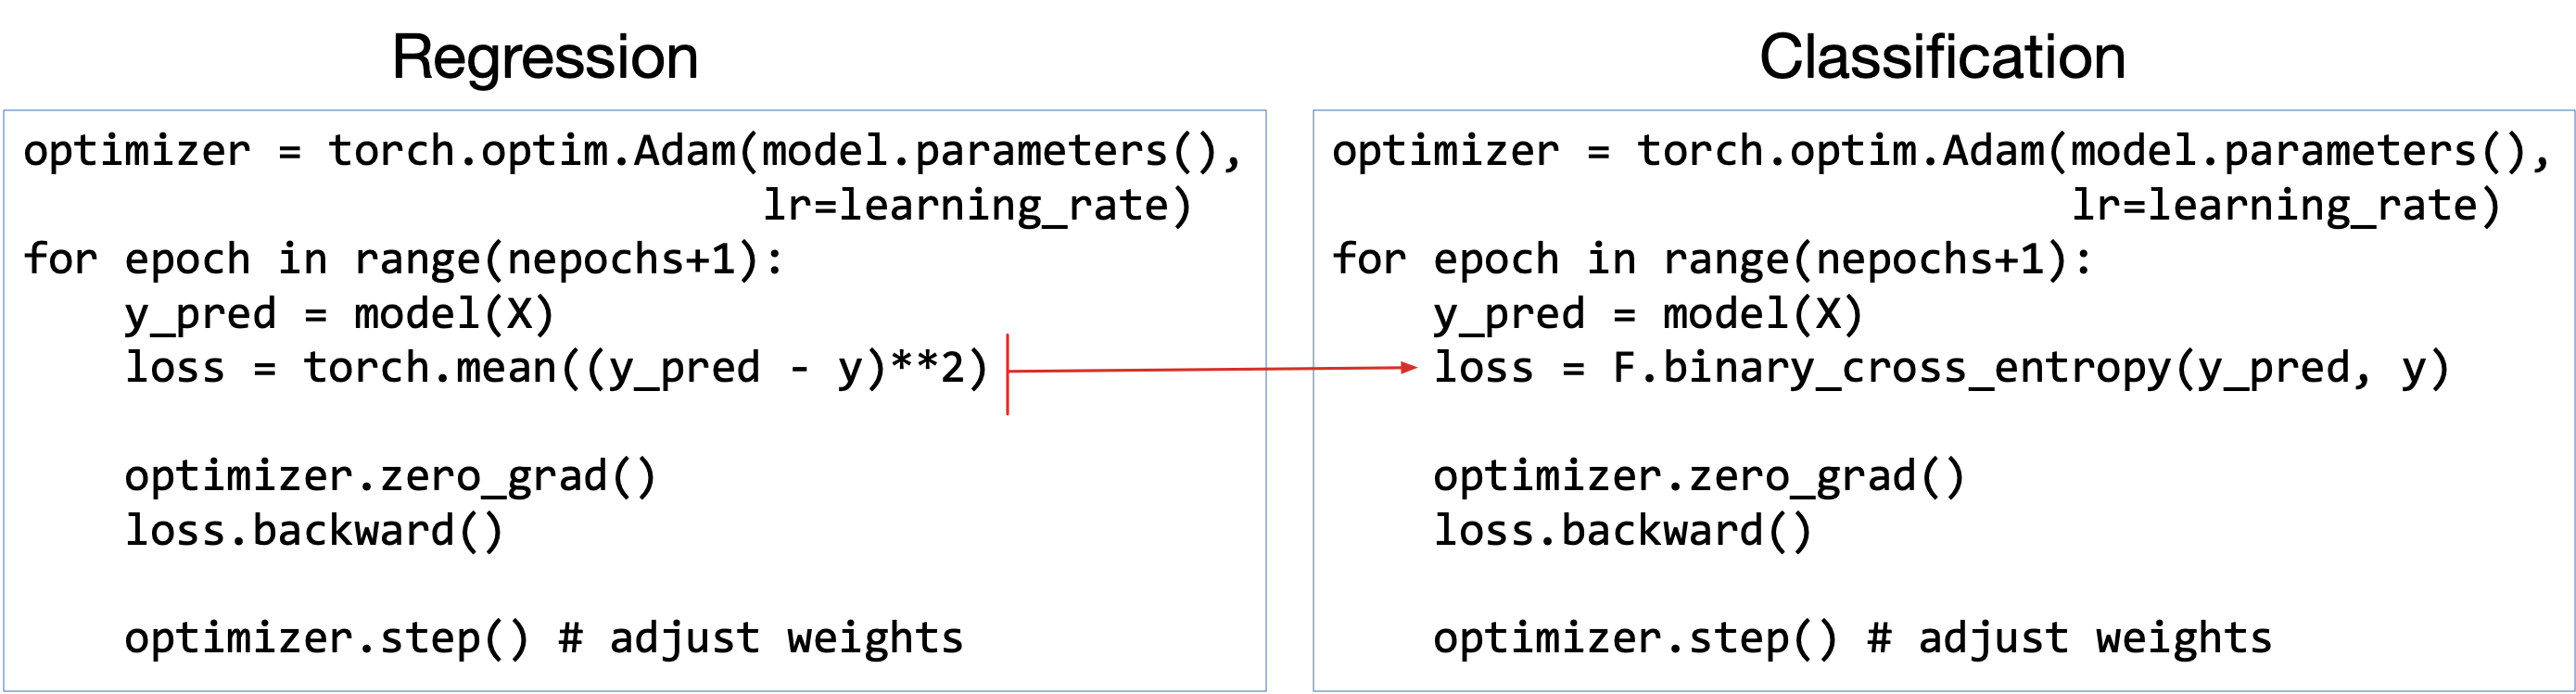 Regression
optimizer = torch.optim.Adam(model.parameters(),
                             lr=learning_rate)
for epoch in range(nepochs+1):
    y_pred = model(X)
    loss = torch.mean((y_pred - y)**2)
    optimizer.zero_grad()
    loss.backward()
    optimizer.step() # adjust weights
Classification
optimizer = torch.optim.Adam(model.parameters(),
                             lr=learning_rate)
for epoch in range(nepochs+1):
    y_pred = model(X)
    loss = F.binary_cross_entropy(y_pred, y)
    optimizer.zero_grad()
    loss.backward()
    optimizer.step() # adjust weights